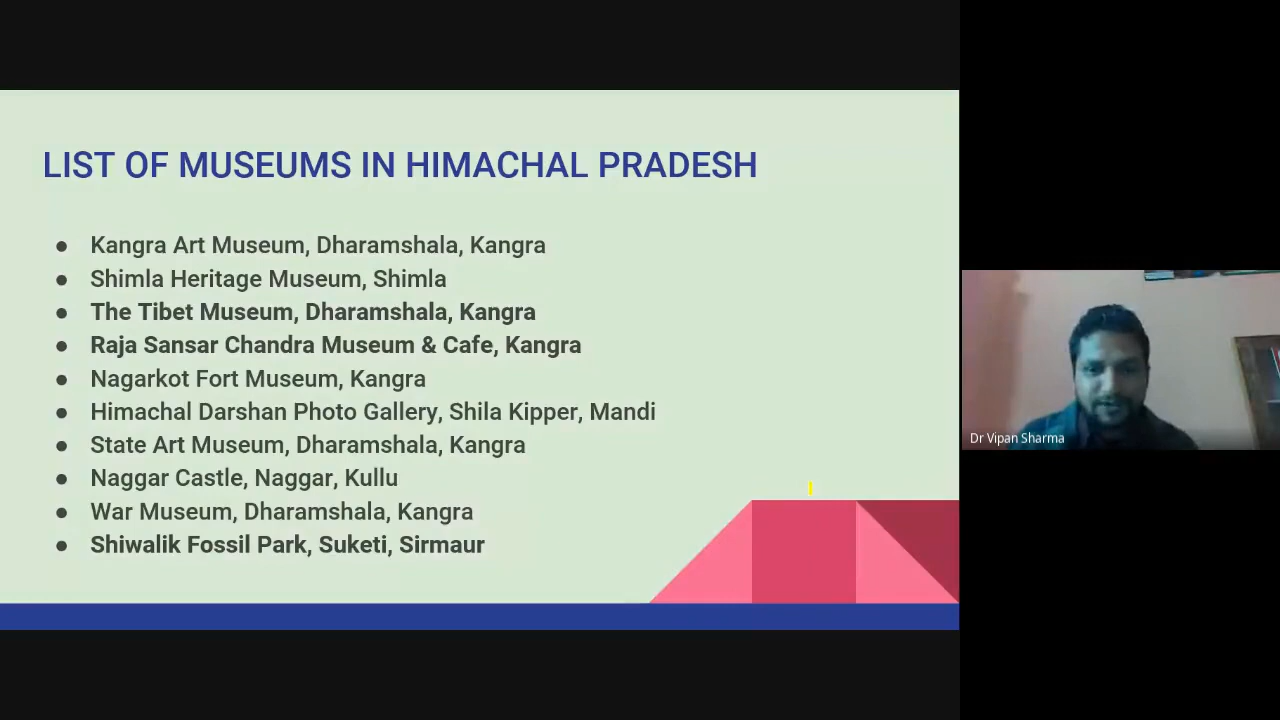 LIST OF MUSEUMS IN HIMACHAL PRADESH
● Kangra Art Museum, Dharamshala, Kangra
● Shimla Heritage Museum, Shimla
● The Tibet Museum, Dharamshala, Kangra
● Raja Sansar Chandra Museum & Cafe, Kangra
● Nagarkot Fort Museum, Kangra
● Himachal Darshan Photo Gallery, Shila Kipper, Mandi
● State Art Museum, Dharamshala, Kangra
● Naggar Castle, Naggar, Kullu
● War Museum, Dharamshala, Kangra
● Shiwalik Fossil Park, Suketi, Sirmaur
Dr Vipan Sharma